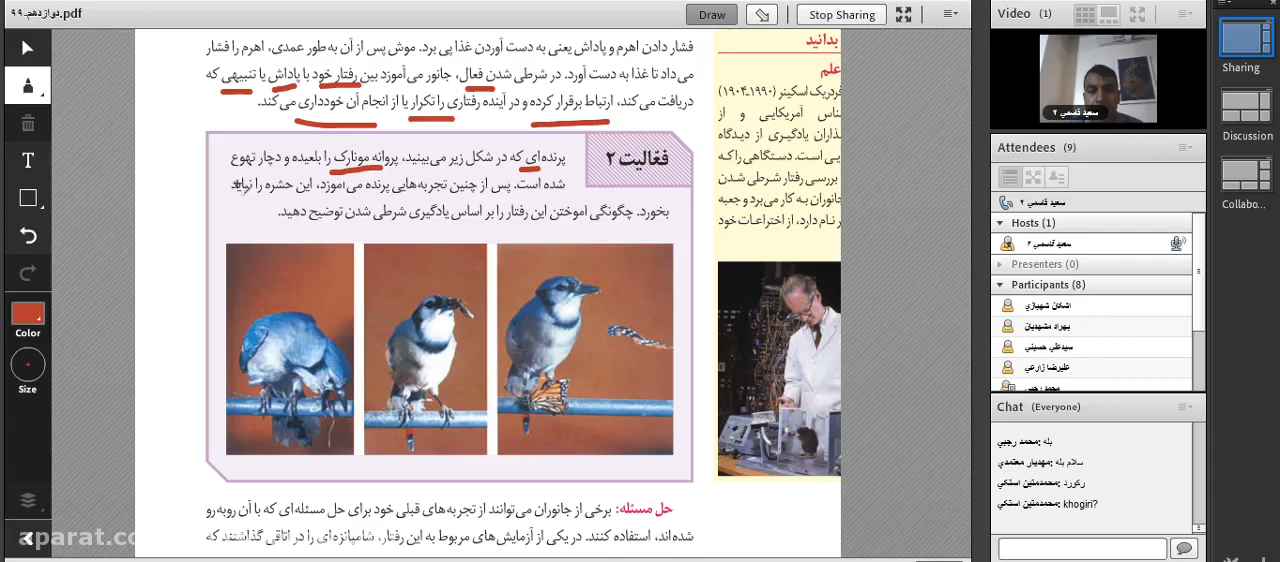 دوازدهم_۹۹.pdf
Draw
Stop Sharing
Video (1)
Sharing
Discussion
Collabo...
Color
Size
فشار دادن اهرم و پاداش یعنی به دست آوردن غذا پی برد. موش پس از آن به‌طور عمدی، اهرم را فشار
می‌داد تا غذا به دست آورد. در شرطی شدن فعال، جانور می‌آموزد بین رفتار خود با پاداش یا تنبیهی که
دریافت می‌کند، ارتباط برقرار کرده و در آینده رفتاری را تکرار یا از انجام آن خودداری می‌کند.
فعّالیت ۲
پرنده‌ای که در شکل زیر می‌بینید، پروانه مونارک را بلعیده و دچار تهوع
شده است. پس از چنین تجربه‌هایی پرنده می‌آموزد، این حشره را نباید
بخورد. چگونگی آموختن این رفتار را بر اساس یادگیری شرطی شدن توضیح دهید.
حل مسئله: برخی از جانوران می‌توانند از تجربه‌های قبلی خود برای حل مسئله‌ای که با آن روبه‌رو
شده‌اند، استفاده کنند. در یکی از آزمایش‌های مربوط به این رفتار، شامپانزه‌ای را در اتاقی گذاشتند که
بدانید
علم
فردریک اسکینر (۱۹۹۰-۱۹۰۴)
ناس آمریکایی و از
ذاران یادگیری از دیدگاه
یی است. دستگاهی را که
بررسی رفتار شرطی شدن
جانوران به کار می‌برد و جعبه
ر نام دارد، از اختراعات خود
سعید قاسمی ۲
Attendees (9)
سعید قاسمی ۲
Hosts (1)
سعید قاسمی ۲
Presenters (0)
Participants (8)
اشکان شهبازی
بهراد مشهدیان
سیدعلی حسینی
علیرضا زارعی
محمد رجبی
Chat (Everyone)
محمد رجبی: بله
مهدیار معتمدی: سلام بله
محمدمتین استکی: رکورد
محمدمتین استکی: khogiri?
aparat.co